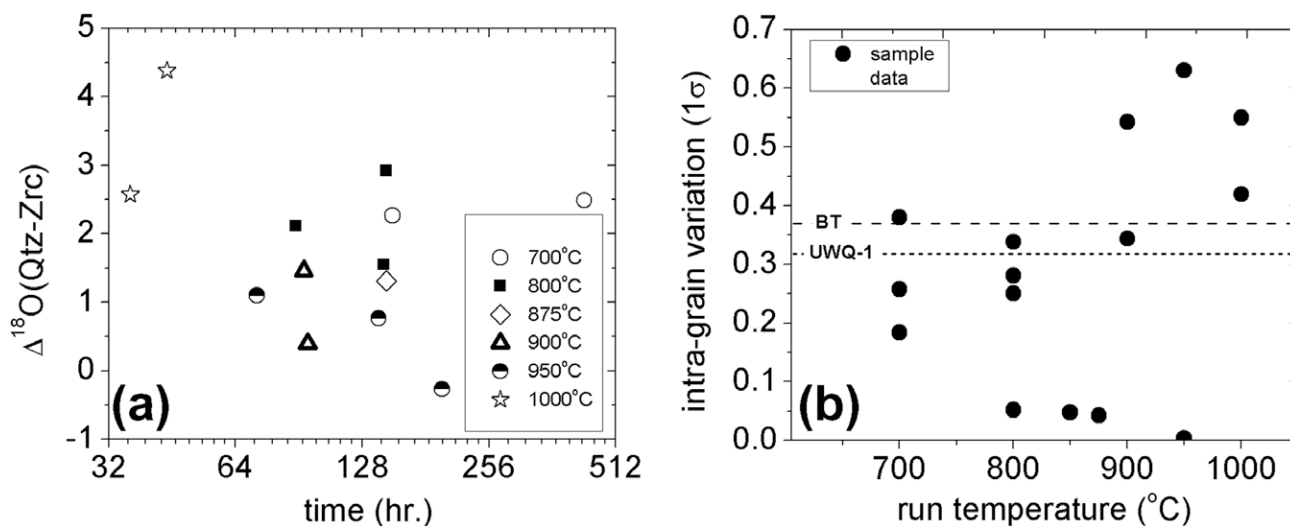 5
4
3
2
1
0
-1
Δ¹⁸O(Qtz-Zrc)
32 64 128 256 512
time (hr.)
(a)
700°C
800°C
875°C
900°C
950°C
1000°C
0.7
0.6
0.5
0.4
0.3
0.2
0.1
0.0
intra-grain variation (1σ)
sample
data
BT
UWQ-1
(b)
700 800 900 1000
run temperature (°C)